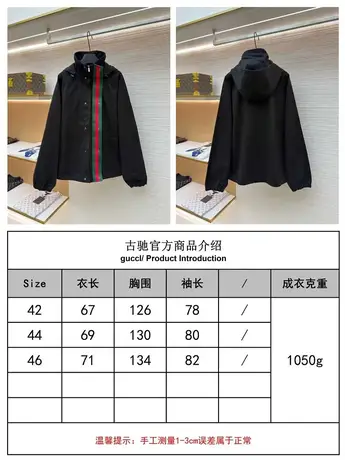 古驰官方商品介绍
gucci/ Product Introduction
Size 衣长 胸围 袖长 / 成衣克重
42 67 126 78 /
44 69 130 80 /
46 71 134 82 /
1050g
温馨提示：手工测量1-3cm误差属于正常